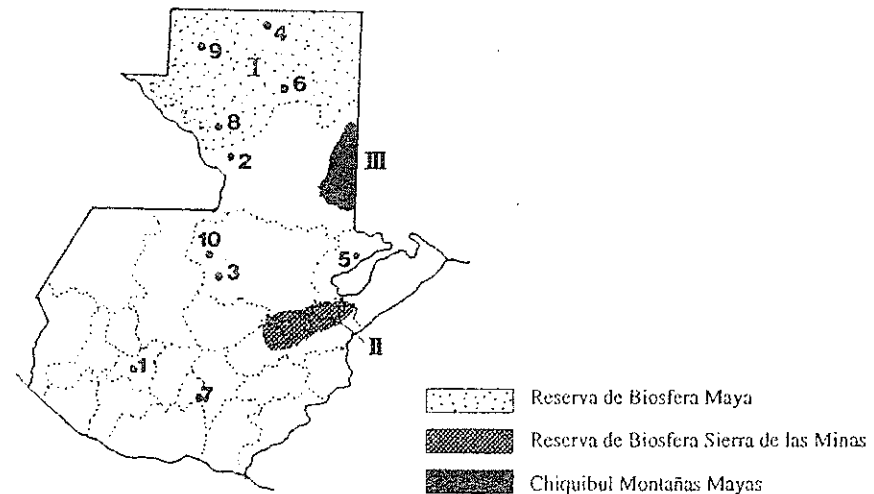 4
9
I
6
8
2
III
10
5
3
II
1
7
Reserva de Biosfera Maya
Reserva de Biosfera Sierra de las Minas
Chiquibul Montañas Mayas